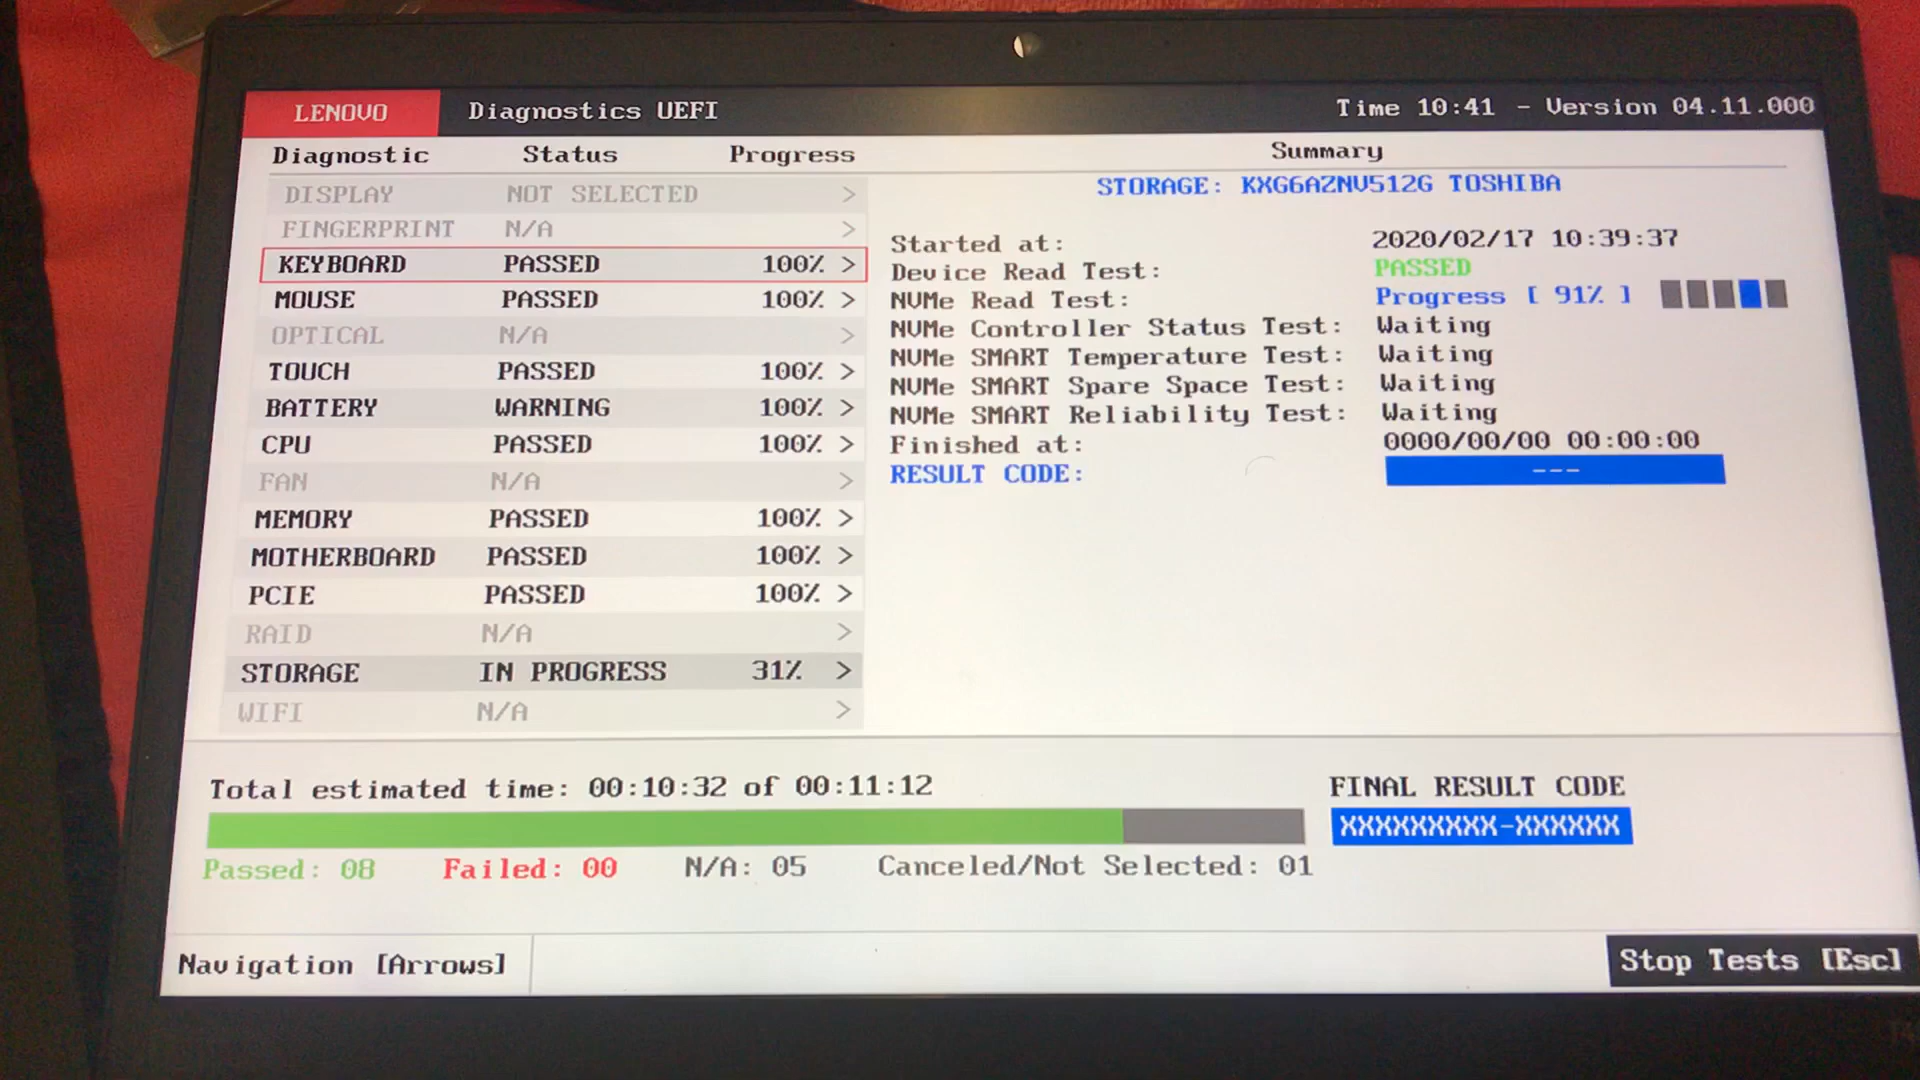 LENOVO Diagnostics UEFI Time 10:41 - Version 04.11.000
Diagnostic Status Progress
DISPLAY NOT SELECTED >
FINGERPRINT N/A >
KEYBOARD PASSED 100% >
MOUSE PASSED 100% >
OPTICAL N/A >
TOUCH PASSED 100% >
BATTERY WARNING 100% >
CPU PASSED 100% >
FAN N/A >
MEMORY PASSED 100% >
MOTHERBOARD PASSED 100% >
PCIE PASSED 100% >
RAID N/A >
STORAGE IN PROGRESS 31% >
WIFI N/A >
Summary
STORAGE: KXG6AZNV512G TOSHIBA
Started at: 2020/02/17 10:39:37
Device Read Test: PASSED
NVMe Read Test: Progress [ 91% ]
NVMe Controller Status Test: Waiting
NVMe SMART Temperature Test: Waiting
NVMe SMART Spare Space Test: Waiting
NVMe SMART Reliability Test: Waiting
Finished at: 0000/00/00 00:00:00
RESULT CODE: ---
Total estimated time: 00:10:32 of 00:11:12
Passed: 08 Failed: 00 N/A: 05 Canceled/Not Selected: 01
FINAL RESULT CODE
XXXXXXXXX-XXXXXX
Navigation [Arrows] Stop Tests [Esc]